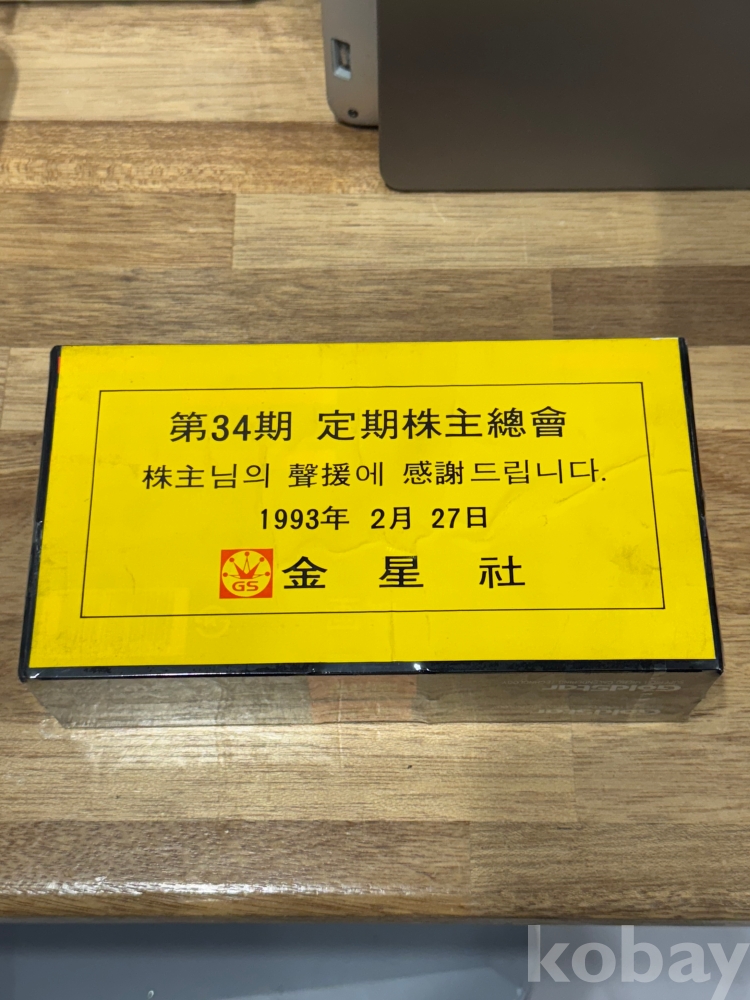 第34期 定期株主總會
株主님의 聲援에 感謝드립니다.
1993年 2月 27日
GS 金星社
Goldstar
kobay